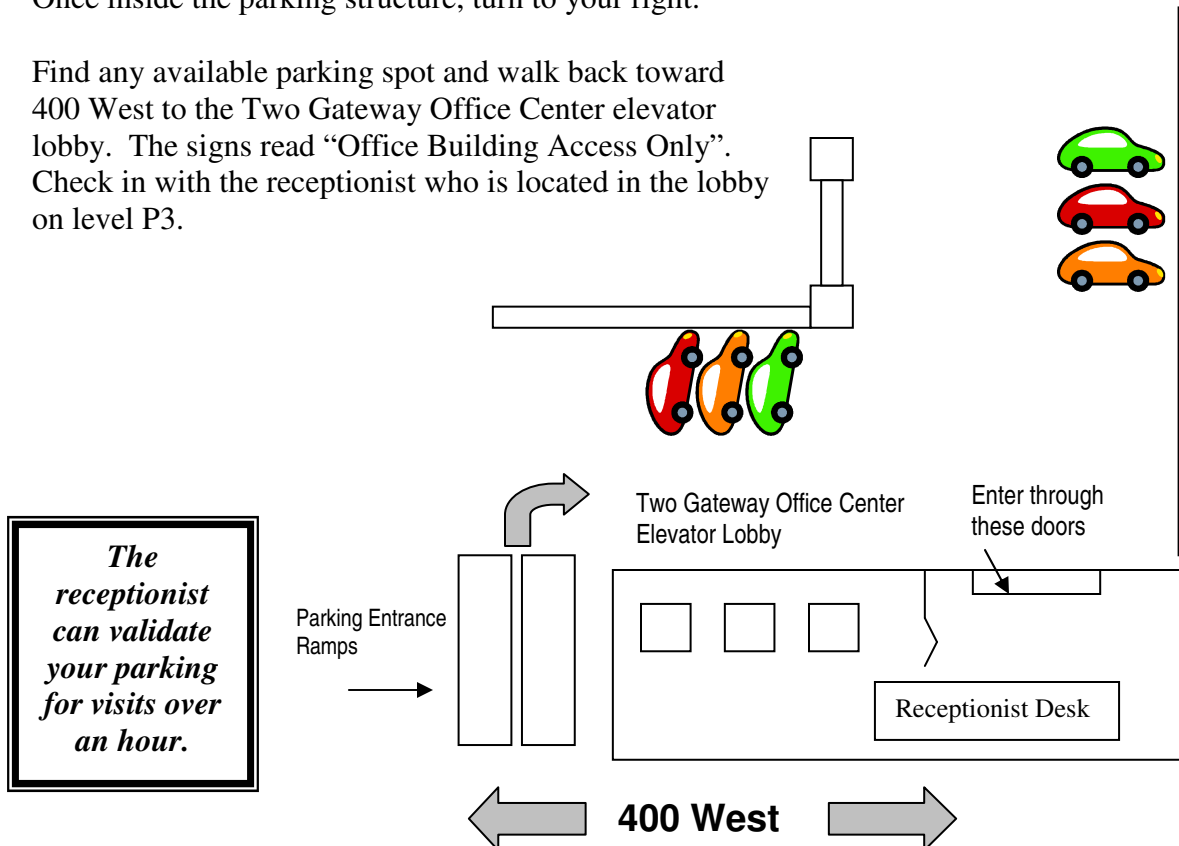 Once inside the parking structure, turn to your right.
Find any available parking spot and walk back toward
400 West to the Two Gateway Office Center elevator
lobby.  The signs read “Office Building Access Only”.
Check in with the receptionist who is located in the lobby
on level P3.
Two Gateway Office Center
Elevator Lobby
Enter through
these doors
The
receptionist
can validate
your parking
for visits over
an hour.
Parking Entrance
Ramps
Receptionist Desk
400 West